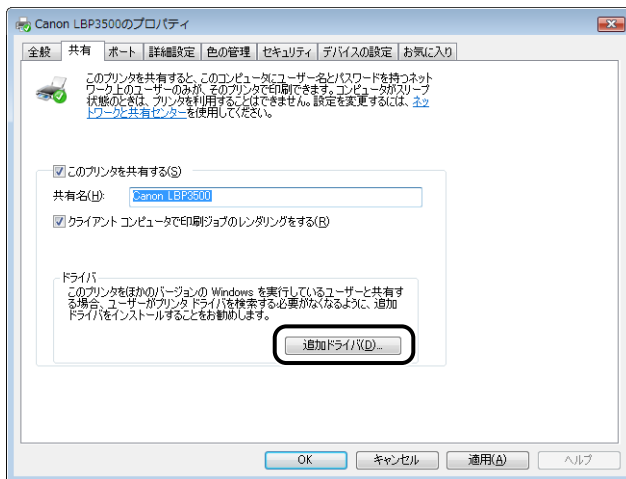 Canon LBP3500のプロパティ
全般 共有 ポート 詳細設定 色の管理 セキュリティ デバイスの設定 お気に入り
このプリンタを共有すると、このコンピュータにユーザー名とパスワードを持つネット
ワーク上のユーザーのみが、そのプリンタで印刷できます。コンピュータがスリープ
状態のときは、プリンタを利用することはできません。設定を変更するには、ネッ
トワークと共有センターを使用してください。
このプリンタを共有する(S)
共有名(H): Canon LBP3500
クライアント コンピュータで印刷ジョブのレンダリングをする(R)
ドライバ
このプリンタをほかのバージョンの Windows を実行しているユーザーと共有す
る場合、ユーザーがプリンタ ドライバを検索する必要がなくなるように、追加
ドライバをインストールすることをお勧めします。
追加ドライバ(D)...
OK キャンセル 適用(A) ヘルプ